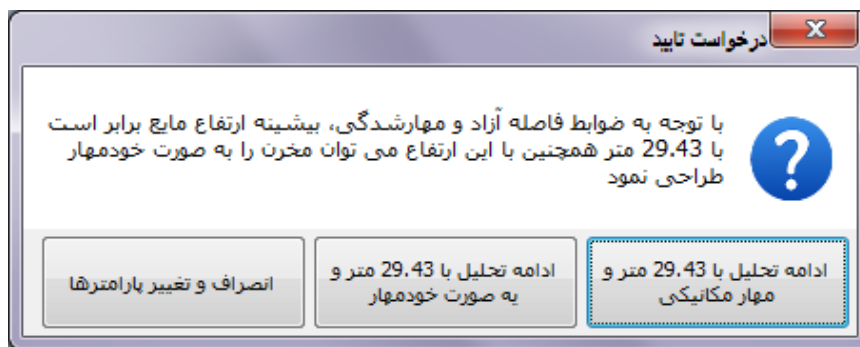 درخواست تایید
با توجه به ضوابط فاصله آزاد و مهارشدگی، بیشینه ارتفاع مایع برابر است
با 29.43 متر همچنین با این ارتفاع می توان مخرن را به صورت خودمهار
طراحی نمود
ادامه تحلیل با 29.43 متر و
مهار مکانیکی
ادامه تحلیل با 29.43 متر و
یه صورت خودمهار
انصراف و تغییر پارامترها